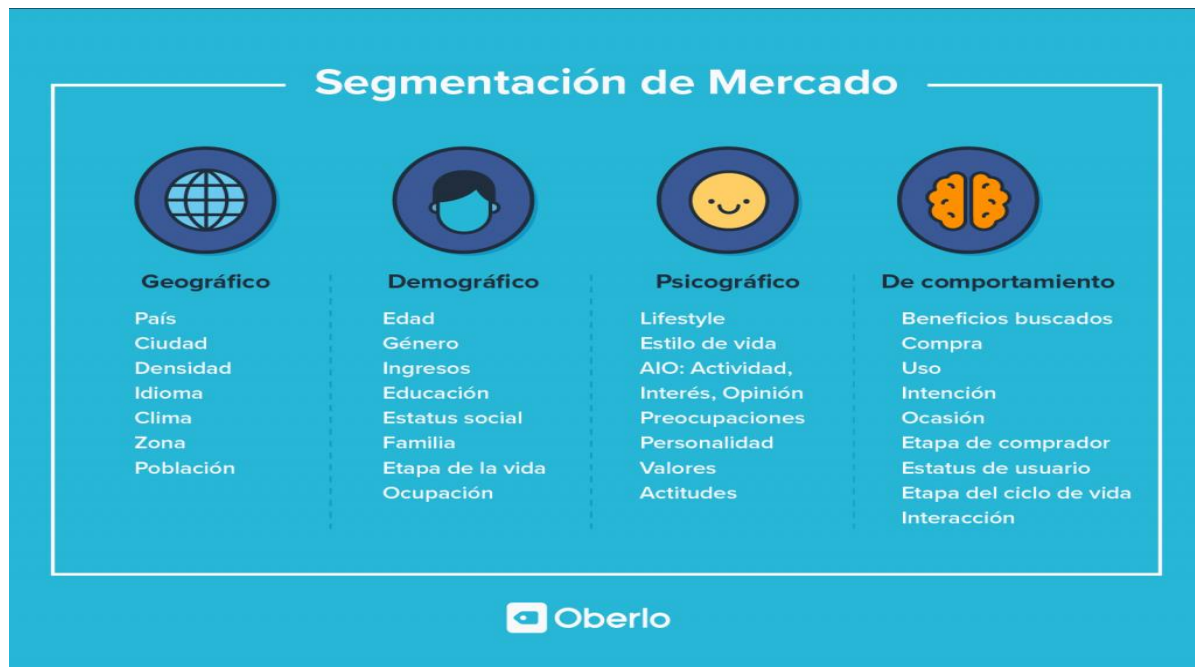 Segmentación de Mercado
Geográfico
País
Ciudad
Densidad
Idioma
Clima
Zona
Población
Demográfico
Edad
Género
Ingresos
Educación
Estatus social
Familia
Etapa de la vida
Ocupación
Psicográfico
Lifestyle
Estilo de vida
AIO: Actividad,
Interés, Opinión
Preocupaciones
Personalidad
Valores
Actitudes
De comportamiento
Beneficios buscados
Compra
Uso
Intención
Ocasión
Etapa de comprador
Estatus de usuario
Etapa del ciclo de vida
Interacción
Oberlo